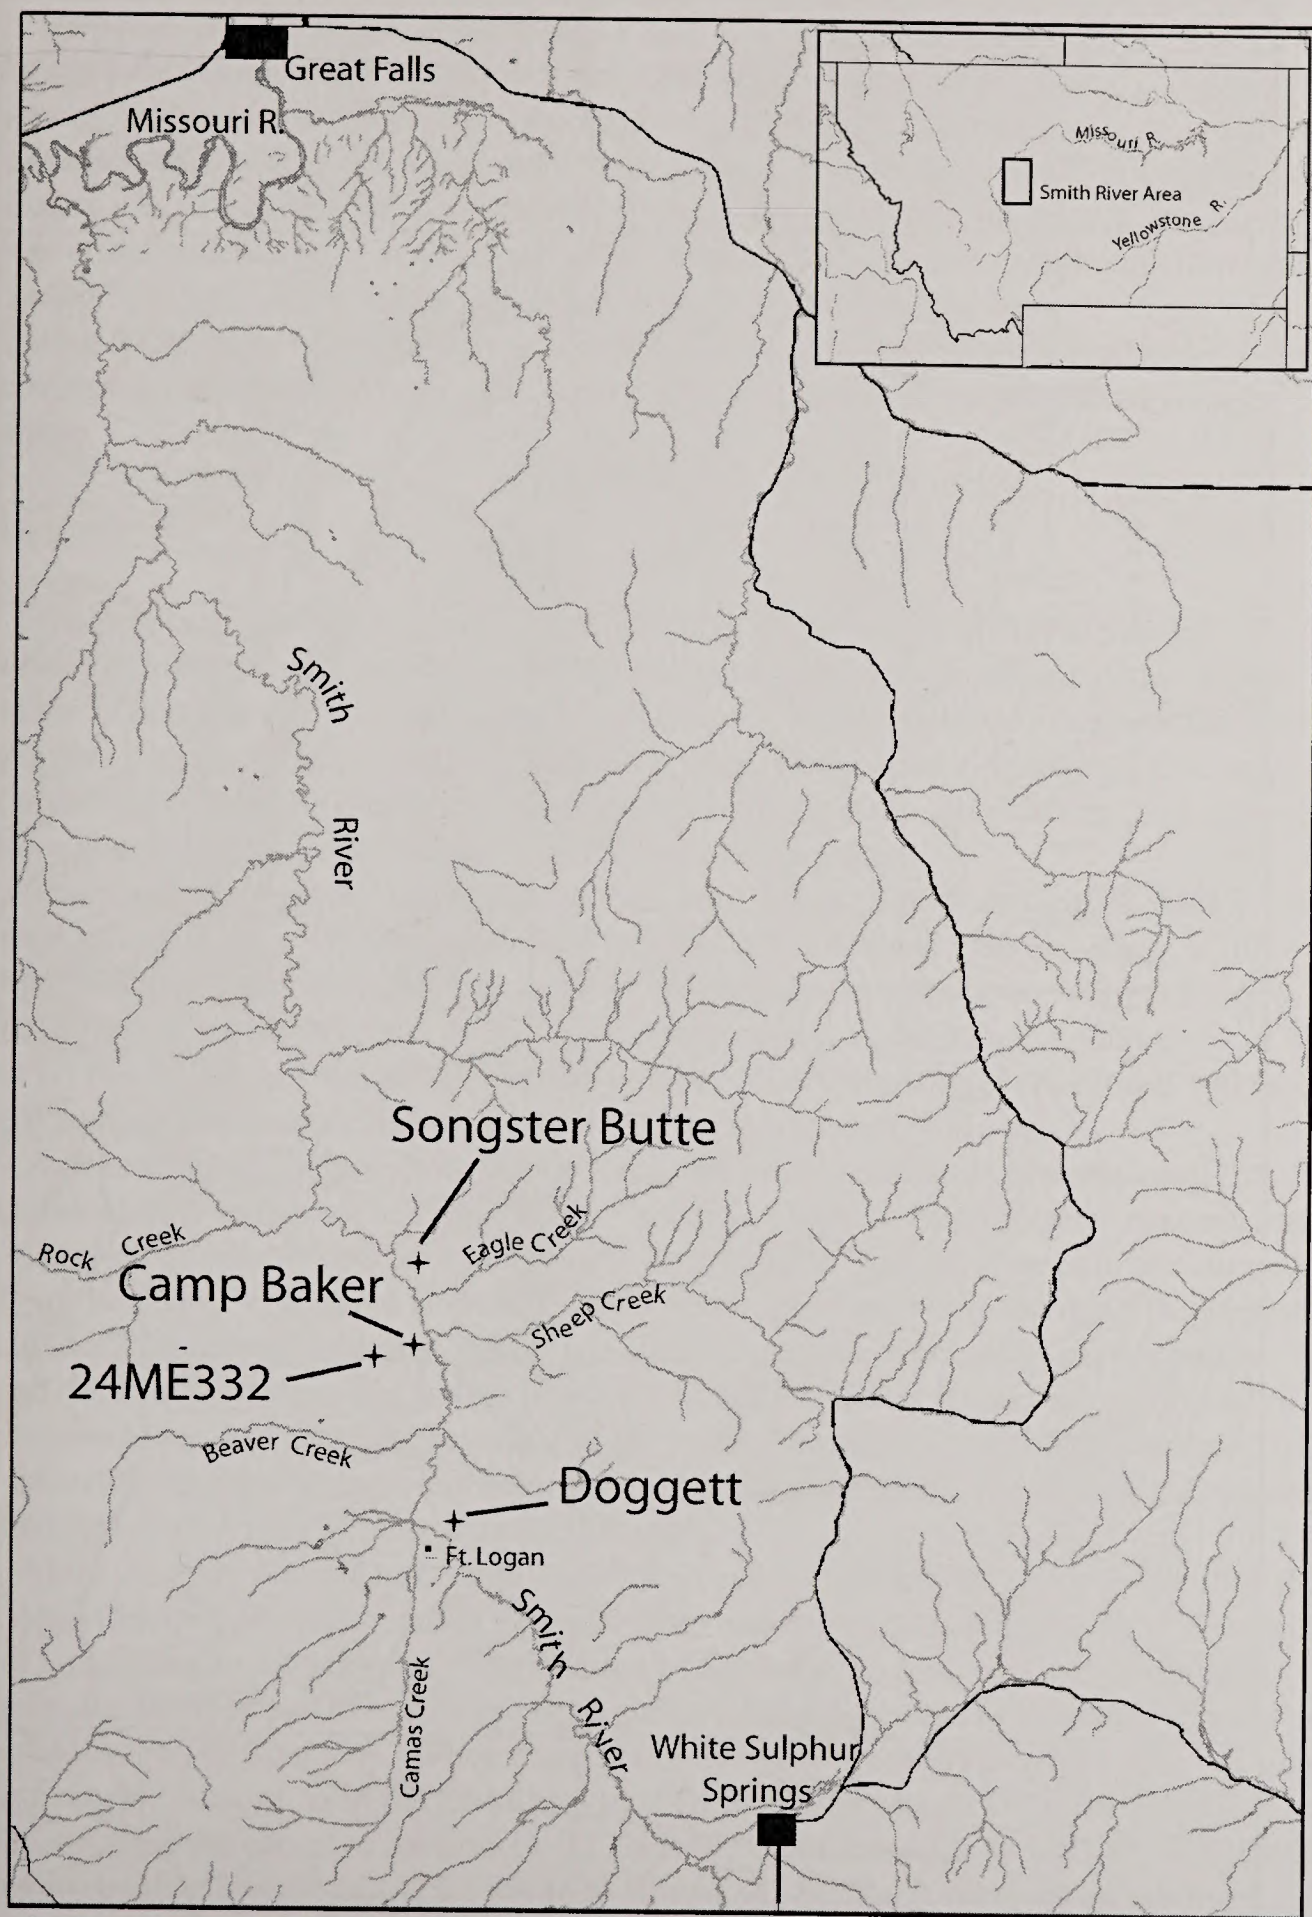 Great Falls
Missouri R.
Missouri R.
Smith River Area
Yellowstone R.
Smith
River
Songster Butte
Eagle Creek
Rock Creek
Camp Baker
Sheep Creek
24ME332
Beaver Creek
Doggett
Ft. Logan
Smith
River
Camas Creek
White Sulphur
Springs